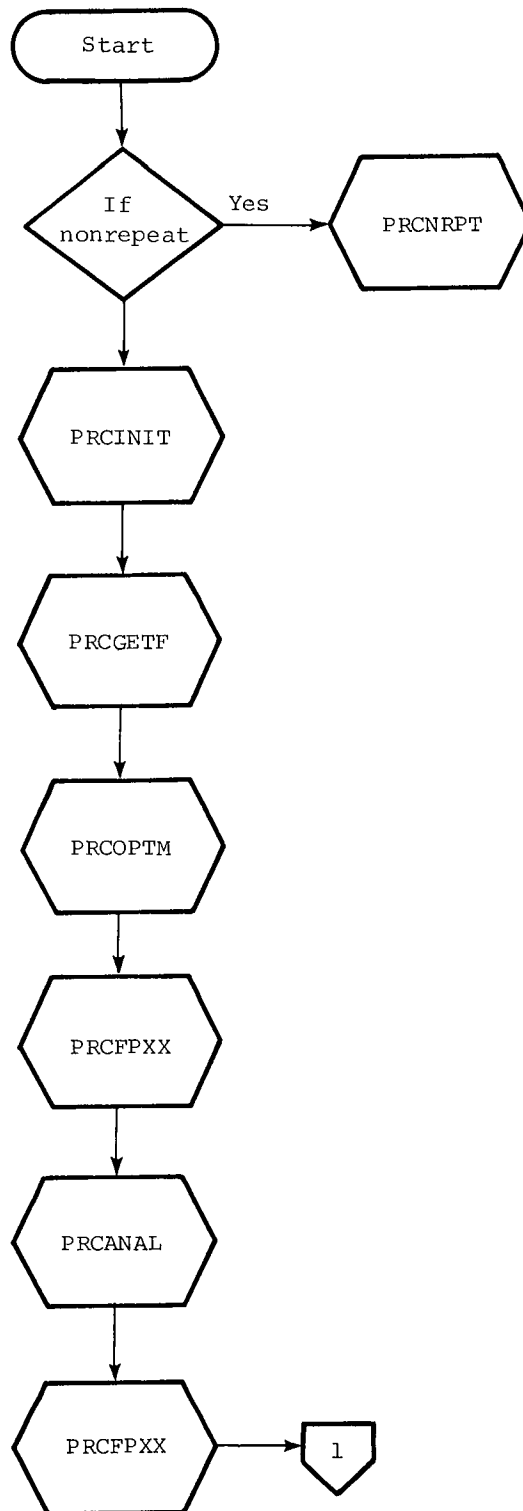 Start
If
nonrepeat
Yes
PRCNRPT
PRCINIT
PRCGETF
PRCOPTM
PRCFPXX
PRCANAL
PRCFPXX
1